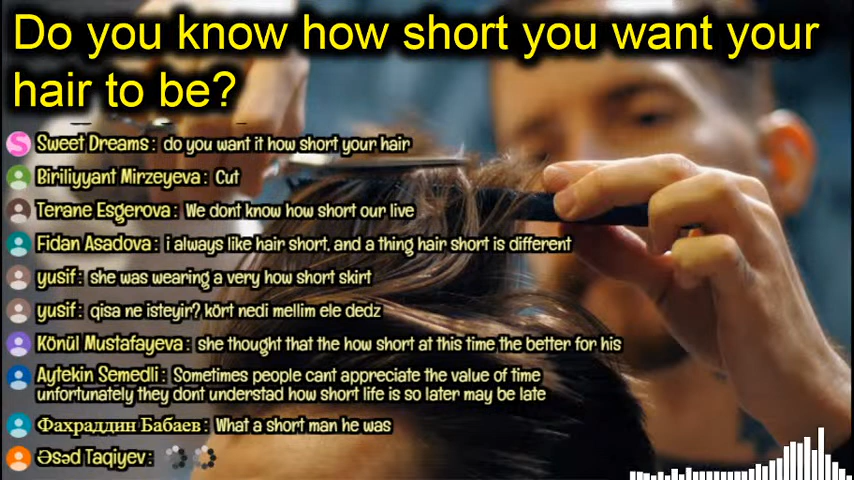 Do you know how short you want your
hair to be?
Sweet Dreams : do you want it how short your hair
Biriliyyant Mirzeyeva : Cut
Terane Esgerova : We dont know how short our live
Fidan Asadova : i always like hair short, and a thing hair short is different
yusif : she was wearing a very how short skirt
yusif : qisa ne isteyir? kört nedi mellim ele dedz
Könül Mustafayeva : she thought that the how short at this time the better for his
Aytekin Semedli : Sometimes people cant appreciate the value of time
unfortunately they dont understad how short life is so later may be late
Фахраддин Бабаев : What a short man he was
Əsəd Taqiyev :